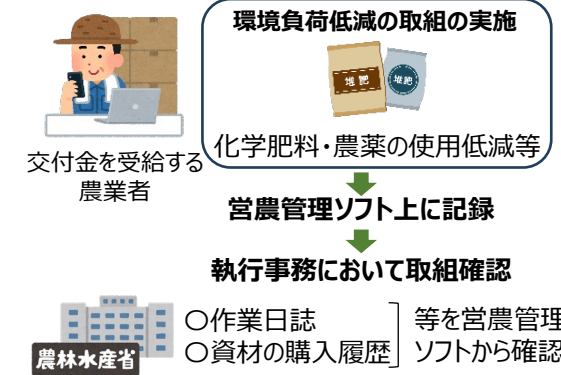 環境負荷低減の取組の実施
堆肥
堆肥
化学肥料・農薬の使用低減等
交付金を受給する
農業者
営農管理ソフト上に記録
執行事務において取組確認
〇作業日誌
〇資材の購入履歴
等を営農管理
ソフトから確認
農林水産省